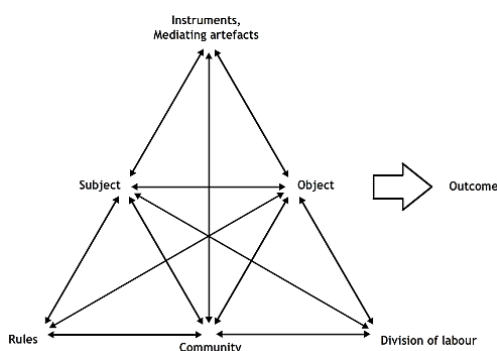 Instruments,
Mediating artefacts
Subject
Object
Outcome
Rules
Community
Division of labour